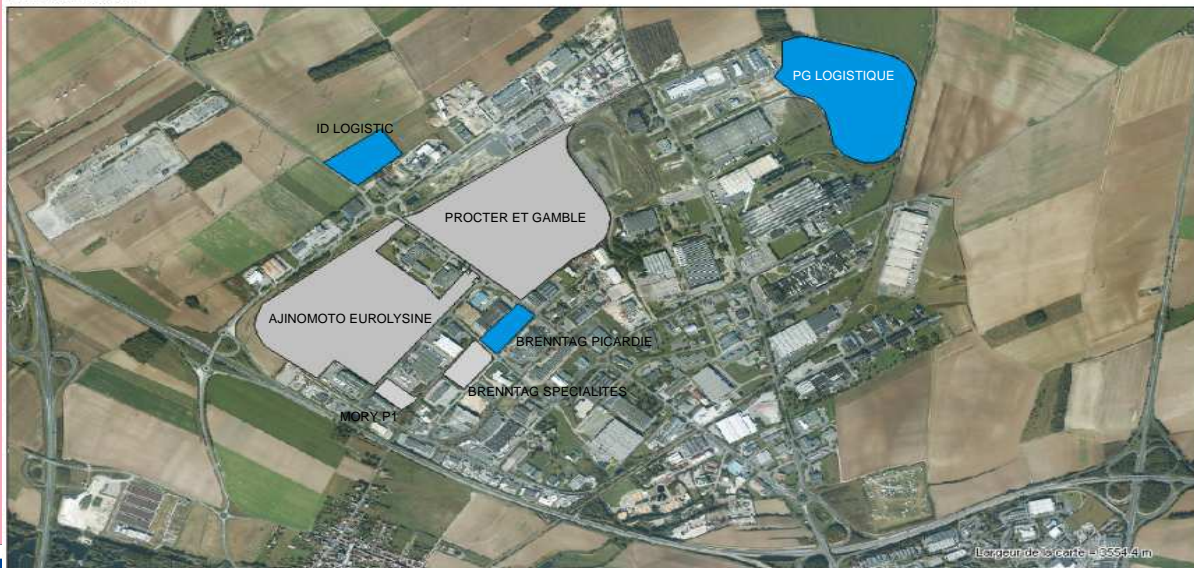 PG LOGISTIQUE
ID LOGISTIC
PROCTER ET GAMBLE
AJINOMOTO EUROLYSINE
BRENNTAG PICARDIE
BRENNTAG SPECIALITES
MORY P1
Largeur de la carte = 3554.4 m